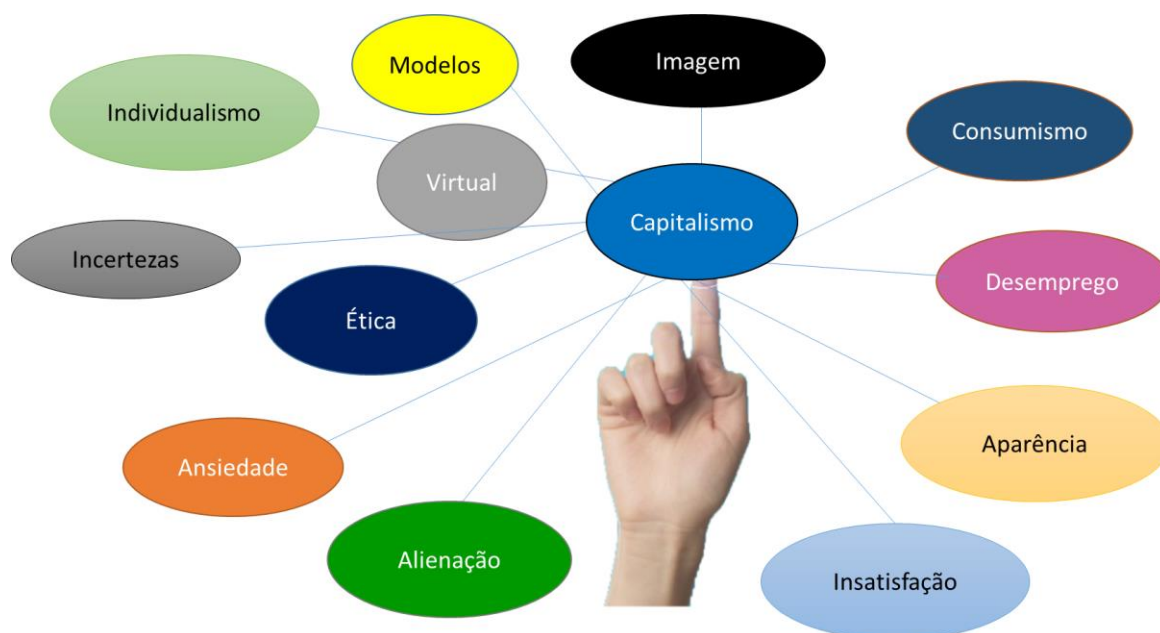 Modelos
Imagem
Individualismo
Consumismo
Virtual
Capitalismo
Incertezas
Desemprego
Ética
Aparência
Ansiedade
Alienação
Insatisfação